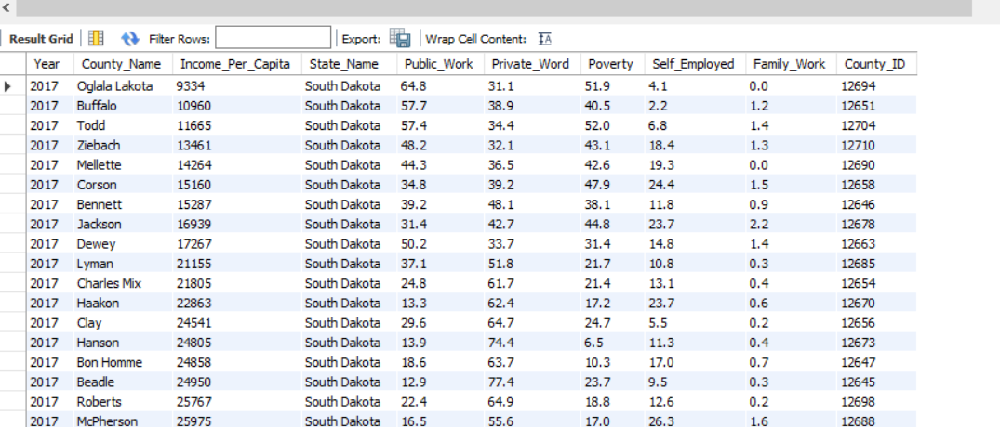 Result Grid Filter Rows: Export: Wrap Cell Content: IA
Year County_Name Income_Per_Capita State_Name Public_Work Private_Word Poverty Self_Employed Family_Work County_ID
2017 Oglala Lakota 9334 South Dakota 64.8 31.1 51.9 4.1 0.0 12694
2017 Buffalo 10960 South Dakota 57.7 38.9 40.5 2.2 1.2 12651
2017 Todd 11665 South Dakota 57.4 34.4 52.0 6.8 1.4 12704
2017 Ziebach 13461 South Dakota 48.2 32.1 43.1 18.4 1.3 12710
2017 Mellette 14264 South Dakota 44.3 36.5 42.6 19.3 0.0 12690
2017 Corson 15160 South Dakota 34.8 39.2 47.9 24.4 1.5 12658
2017 Bennett 15287 South Dakota 39.2 48.1 38.1 11.8 0.9 12646
2017 Jackson 16939 South Dakota 31.4 42.7 44.8 23.7 2.2 12678
2017 Dewey 17267 South Dakota 50.2 33.7 31.4 14.8 1.4 12663
2017 Lyman 21155 South Dakota 37.1 51.8 21.7 10.8 0.3 12685
2017 Charles Mix 21805 South Dakota 24.8 61.7 21.4 13.1 0.4 12654
2017 Haakon 22863 South Dakota 13.3 62.4 17.2 23.7 0.6 12670
2017 Clay 24541 South Dakota 29.6 64.7 24.7 5.5 0.2 12656
2017 Hanson 24805 South Dakota 13.9 74.4 6.5 11.3 0.4 12673
2017 Bon Homme 24858 South Dakota 18.6 63.7 10.3 17.0 0.7 12647
2017 Beadle 24950 South Dakota 12.9 77.4 23.7 9.5 0.3 12645
2017 Roberts 25767 South Dakota 22.4 64.9 18.8 12.6 0.2 12698
2017 McPherson 25975 South Dakota 16.5 55.6 17.0 26.3 1.6 12688